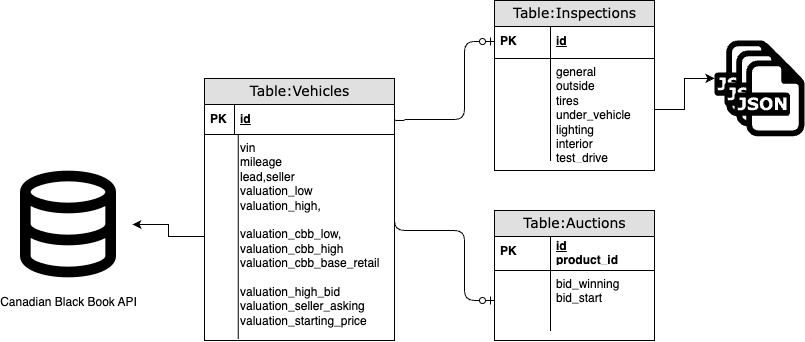 Table:Inspections
PK
id
general
outside
tires
under_vehicle
lighting
interior
test_drive
JSON
Table:Vehicles
PK
id
vin
mileage
lead,seller
valuation_low
valuation_high,
valuation_cbb_low,
valuation_cbb_high
valuation_cbb_base_retail
valuation_high_bid
valuation_seller_asking
valuation_starting_price
Canadian Black Book API
Table:Auctions
PK
id
product_id
bid_winning
bid_start